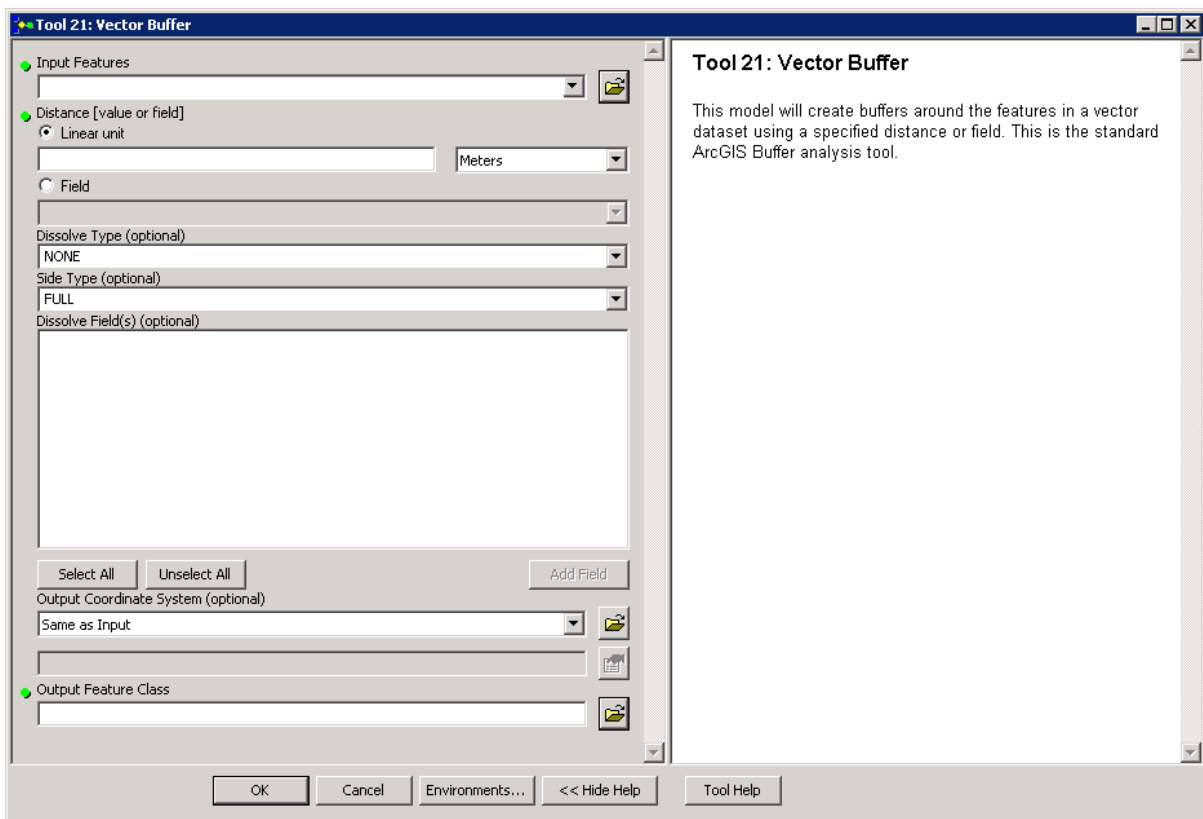 Tool 21: Vector Buffer
Input Features
Distance [value or field]
Linear unit
Meters
Field
Dissolve Type (optional)
NONE
Side Type (optional)
FULL
Dissolve Field(s) (optional)
Select All
Unselect All
Add Field
Output Coordinate System (optional)
Same as Input
Output Feature Class
OK
Cancel
Environments...
<< Hide Help
Tool Help
Tool 21: Vector Buffer
This model will create buffers around the features in a vector
dataset using a specified distance or field. This is the standard
ArcGIS Buffer analysis tool.